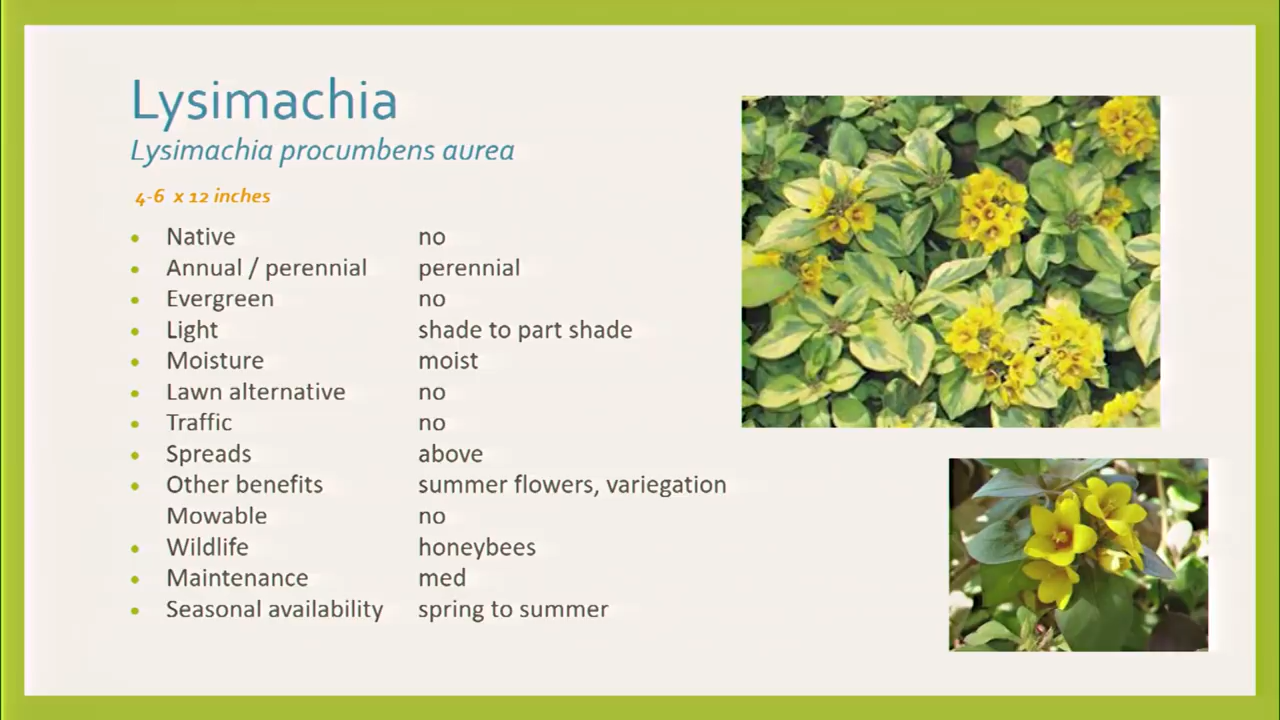 Lysimachia
Lysimachia procumbens aurea
4-6 x 12 inches
• Native no
• Annual / perennial perennial
• Evergreen no
• Light shade to part shade
• Moisture moist
• Lawn alternative no
• Traffic no
• Spreads above
• Other benefits summer flowers, variegation
Mowable no
• Wildlife honeybees
• Maintenance med
• Seasonal availability spring to summer